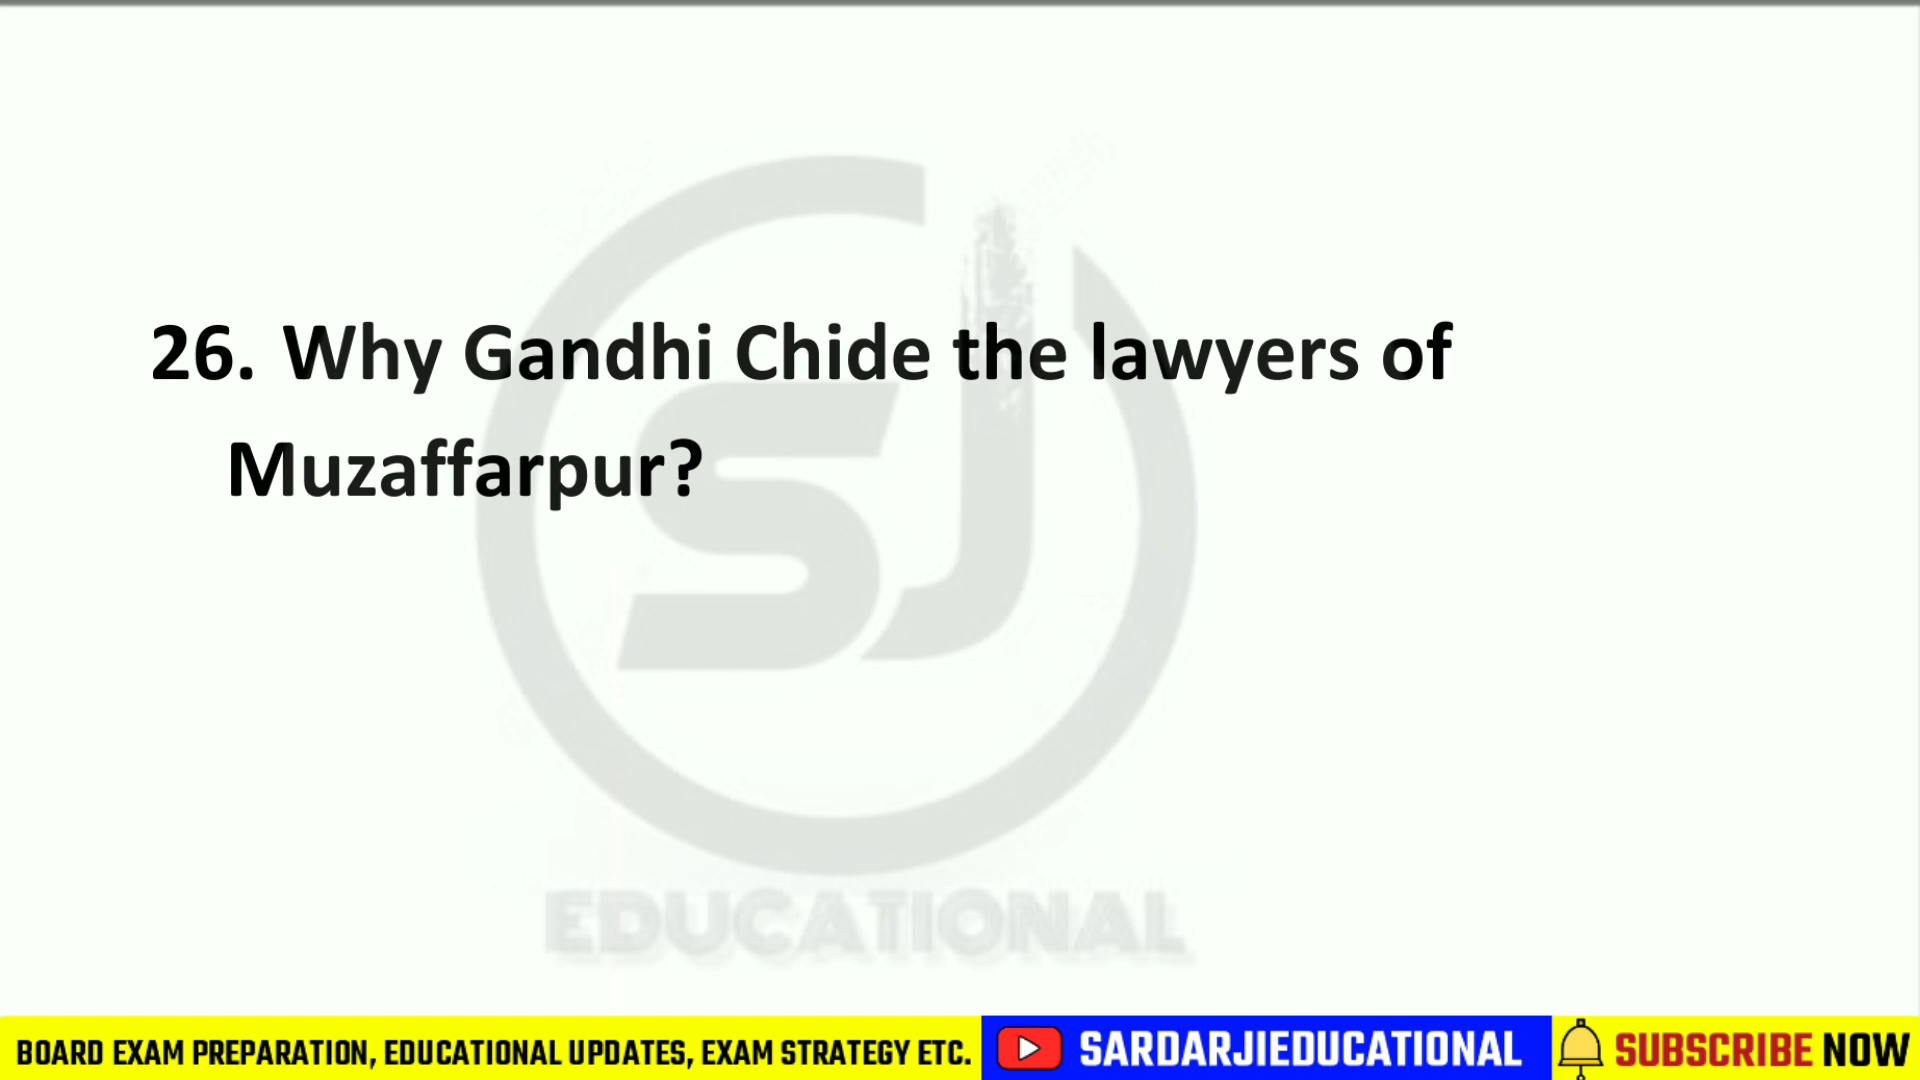 26. Why Gandhi Chide the lawyers of
Muzaffarpur?
SJ
EDUCATIONAL
BOARD EXAM PREPARATION, EDUCATIONAL UPDATES, EXAM STRATEGY ETC. SARDARJIEDUCATIONAL SUBSCRIBE NOW